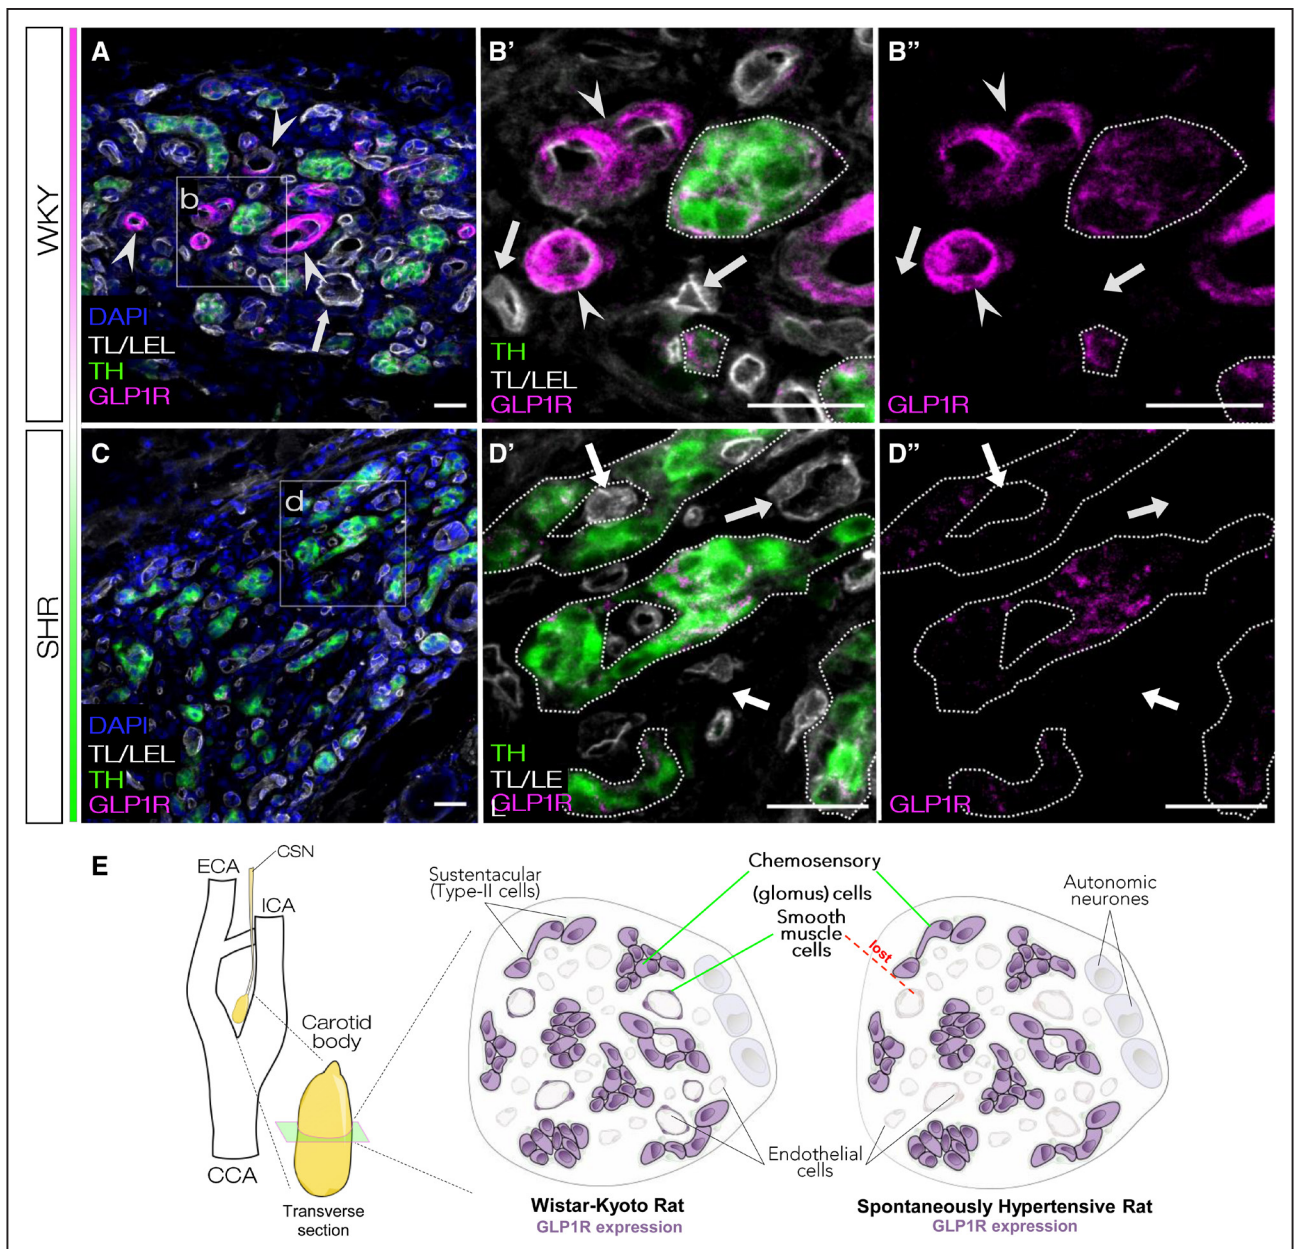 WKY
A
b
DAPI
TL/LEL
TH
GLP1R
B'
TH
TL/LEL
GLP1R
B"
GLP1R
SHR
C
d
DAPI
TL/LEL
TH
GLP1R
D'
TH
TL/LE
L
GLP1R
D"
GLP1R
E
ECA
CSN
ICA
Carotid
body
CCA
Transverse
section
Sustentacular
(Type-II cells)
Chemosensory
(glomus) cells
Smooth
muscle
cells
lost
Autonomic
neurones
Endothelial
cells
Wistar-Kyoto Rat
GLP1R expression
Spontaneously Hypertensive Rat
GLP1R expression